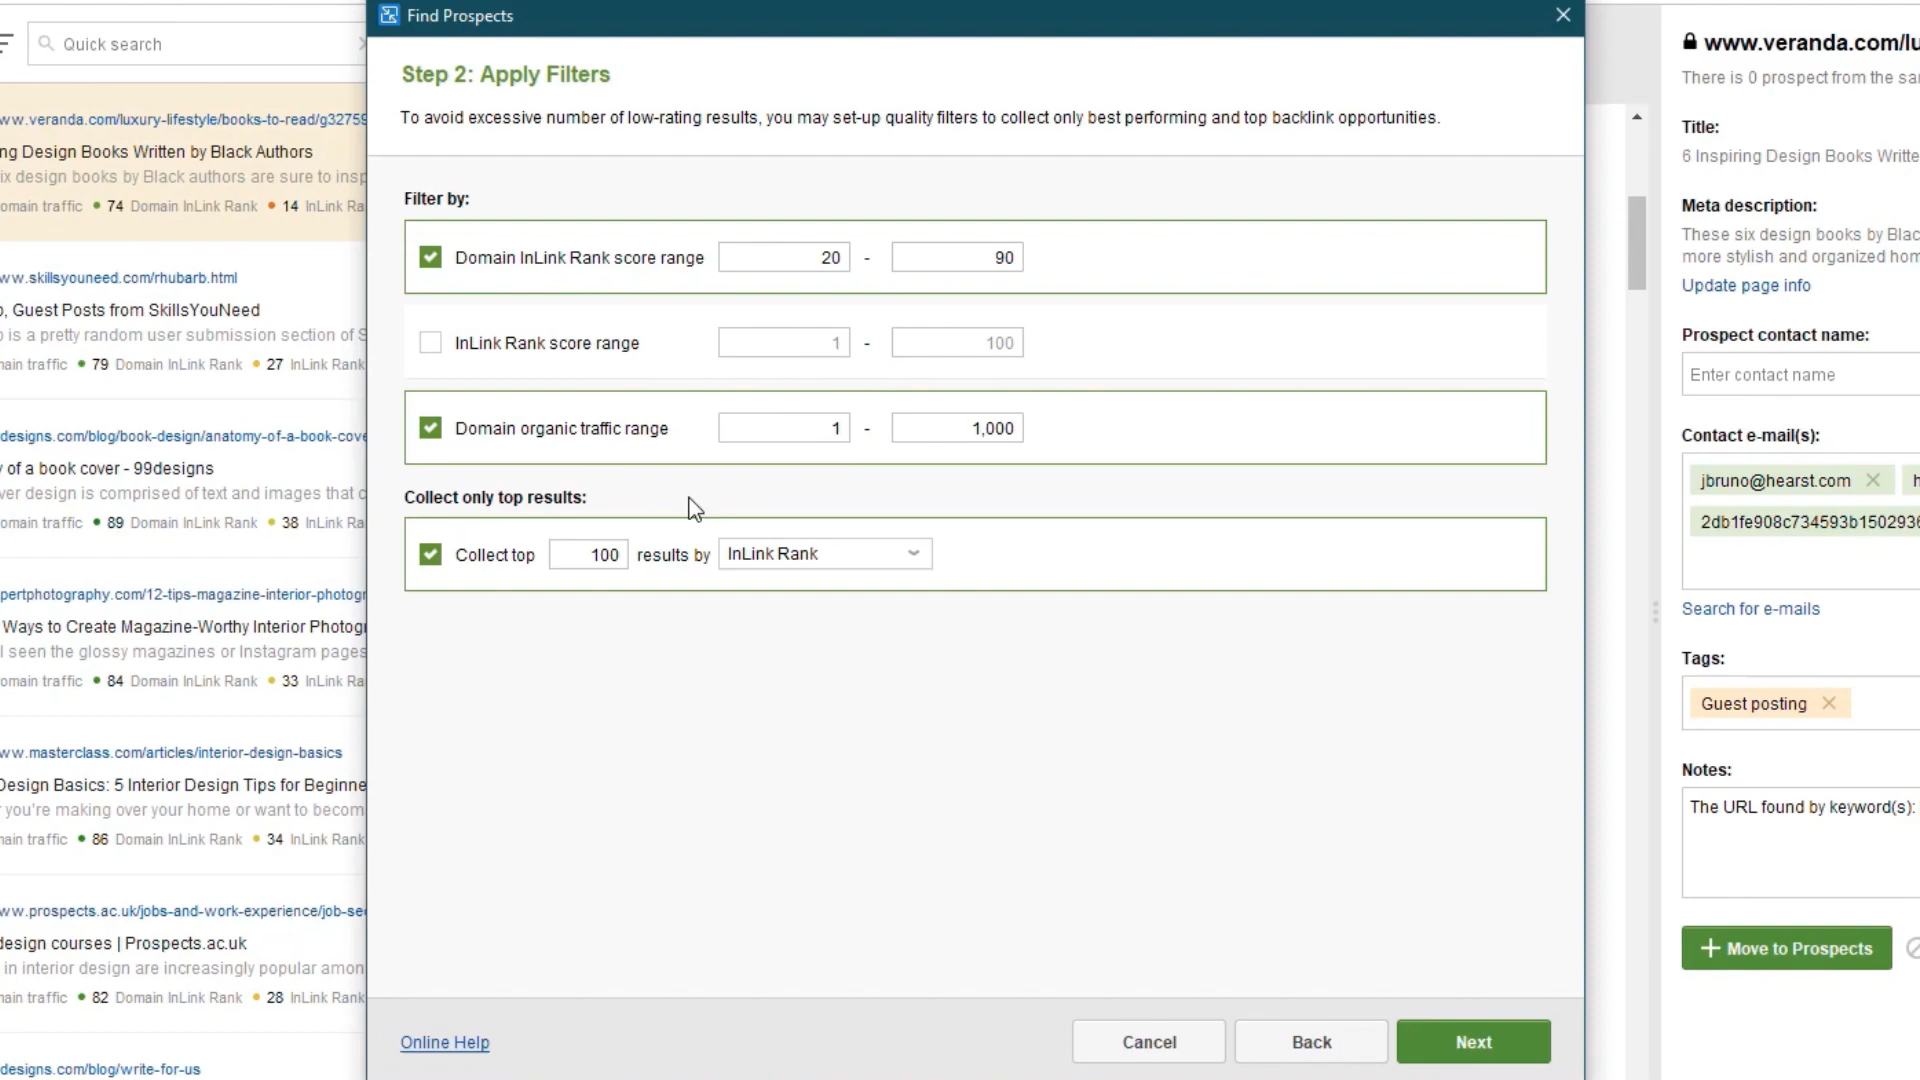 Quick search
ww.veranda.com/luxury-lifestyle/books-to-read/g3275
ng Design Books Written by Black Authors
ix design books by Black authors are sure to insp
omain traffic 74 Domain InLink Rank 14 InLink Ra
ww.skillsyouneed.com/rhubarb.html
o, Guest Posts from SkillsYouNeed
o is a pretty random user submission section of S
main traffic 79 Domain InLink Rank 27 InLink Rank
designs.com/blog/book-design/anatomy-of-a-book-cove
y of a book cover - 99designs
ver design is comprised of text and images that c
omain traffic 89 Domain InLink Rank 38 InLink Ra
pertphotography.com/12-tips-magazine-interior-photogr
Ways to Create Magazine-Worthy Interior Photogr
I seen the glossy magazines or Instagram pages
omain traffic 84 Domain InLink Rank 33 InLink Ra
ww.masterclass.com/articles/interior-design-basics
Design Basics: 5 Interior Design Tips for Beginne
r you're making over your home or want to becom
main traffic 86 Domain InLink Rank 34 InLink Rank
ww.prospects.ac.uk/jobs-and-work-experience/job-se
design courses | Prospects.ac.uk
in interior design are increasingly popular amon
main traffic 82 Domain InLink Rank 28 InLink Rank
designs.com/blog/write-for-us
Find Prospects
Step 2: Apply Filters
To avoid excessive number of low-rating results, you may set-up quality filters to collect only best performing and top backlink opportunities.
Filter by:
Domain InLink Rank score range 20 - 90
InLink Rank score range 1 - 100
Domain organic traffic range 1 - 1,000
Collect only top results:
Collect top 100 results by InLink Rank
Online Help
Cancel
Back
Next
www.veranda.com/lu
There is 0 prospect from the sa
Title:
6 Inspiring Design Books Writte
Meta description:
These six design books by Blac
more stylish and organized hom
Update page info
Prospect contact name:
Enter contact name
Contact e-mail(s):
jbruno@hearst.com
2db1fe908c734593b1502936
Search for e-mails
Tags:
Guest posting
Notes:
The URL found by keyword(s):
Move to Prospects